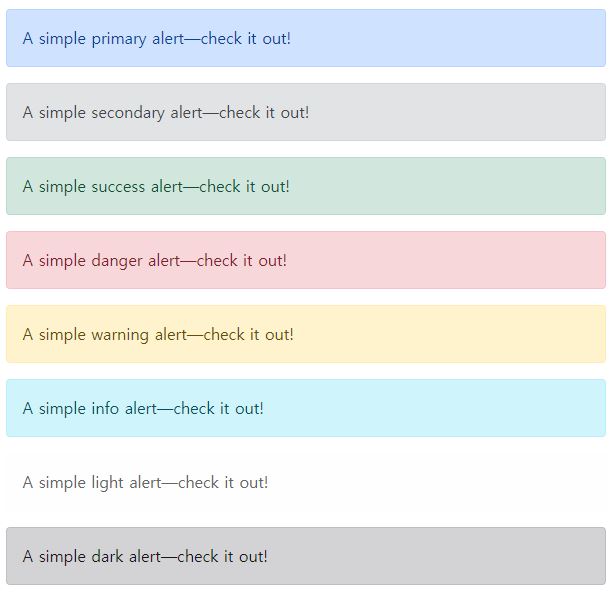 A simple primary alert—check it out!
A simple secondary alert—check it out!
A simple success alert—check it out!
A simple danger alert—check it out!
A simple warning alert—check it out!
A simple info alert—check it out!
A simple light alert—check it out!
A simple dark alert—check it out!